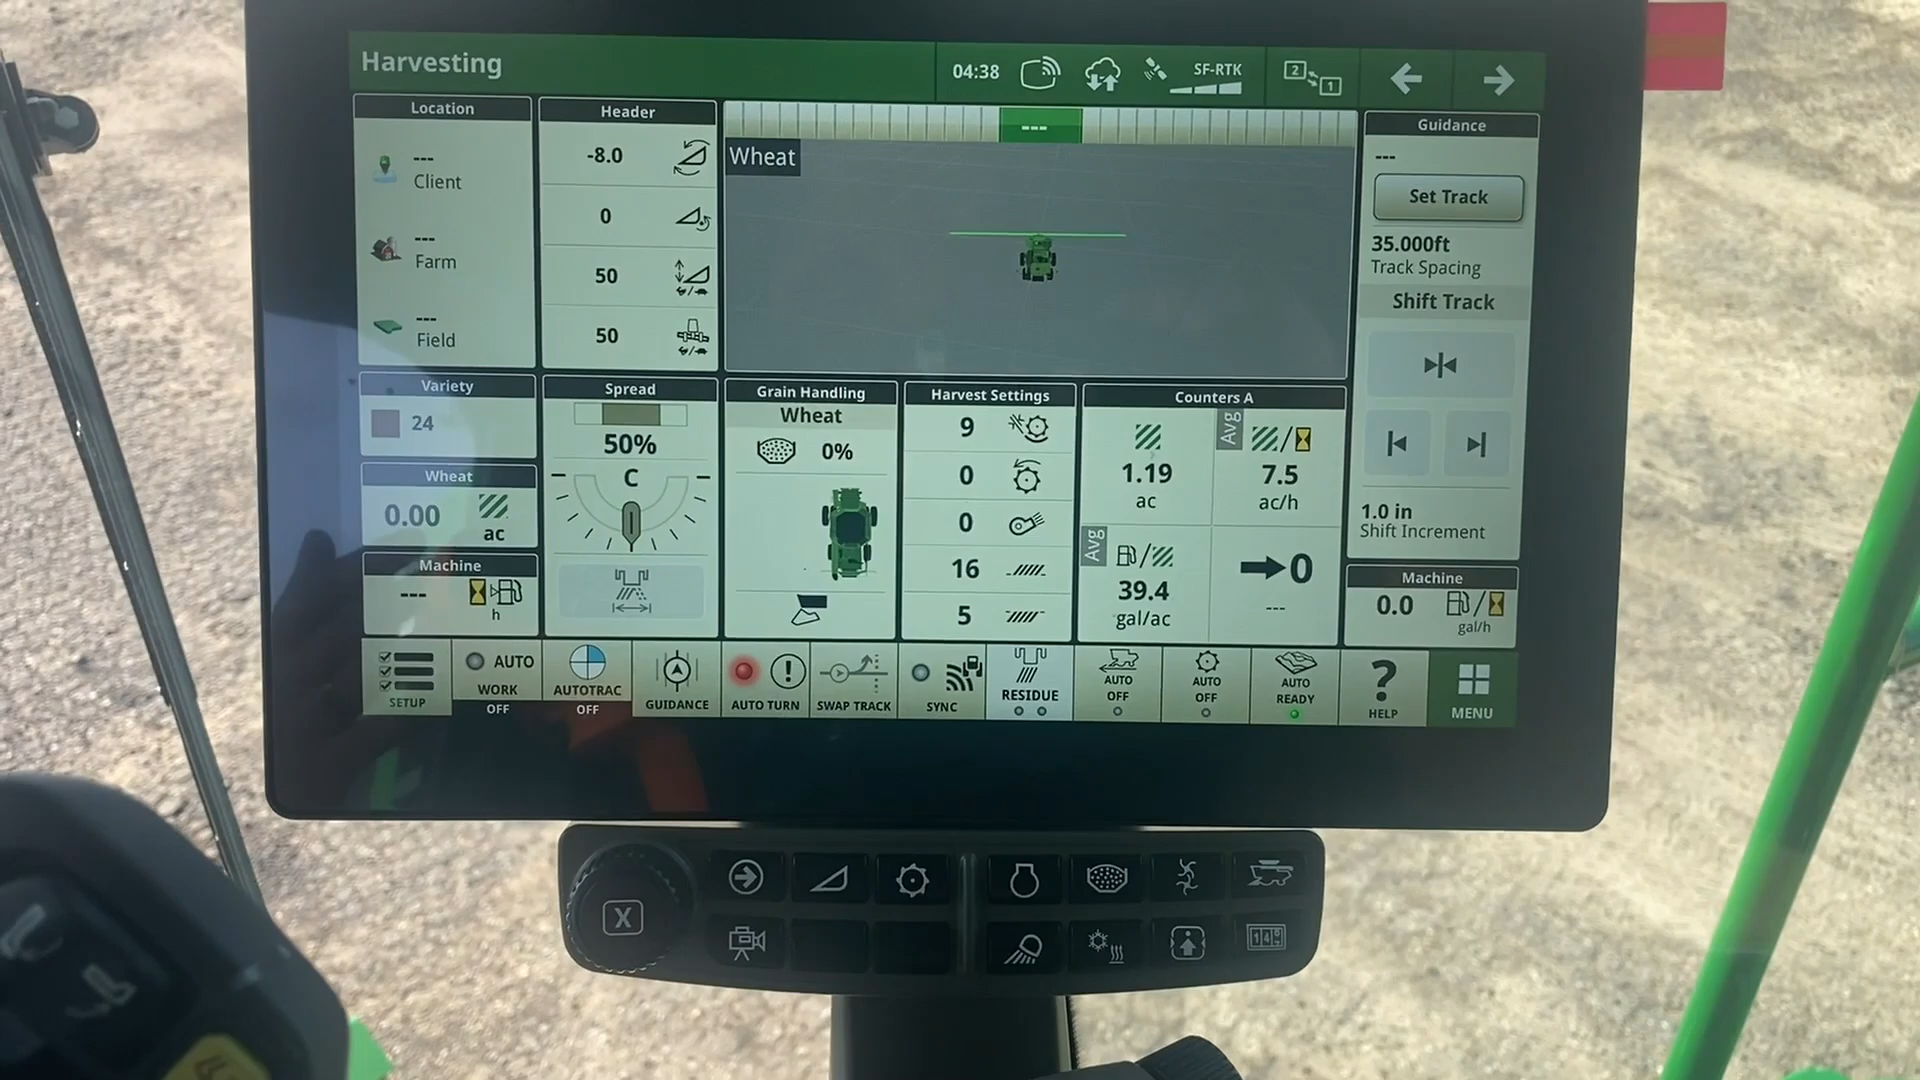 Harvesting
04:38
SF-RTK
2
1
Location
---
Client
---
Farm
---
Field
Header
-8.0
0
50
50
---
Wheat
Guidance
---
Set Track
35.000ft
Track Spacing
Shift Track
1.0 in
Shift Increment
Variety
24
Wheat
0.00
ac
Machine
---
h
Spread
50%
C
Grain Handling
Wheat
0%
Harvest Settings
9
0
0
16
5
Counters A
1.19
ac
Avg
/
7.5
ac/h
Avg
/
39.4
gal/ac
0
---
Machine
0.0
/
gal/h
SETUP
AUTO
WORK
OFF
AUTOTRAC
OFF
GUIDANCE
!
AUTO TURN
SWAP TRACK
SYNC
RESIDUE
AUTO
OFF
AUTO
OFF
AUTO
READY
?
HELP
MENU
X